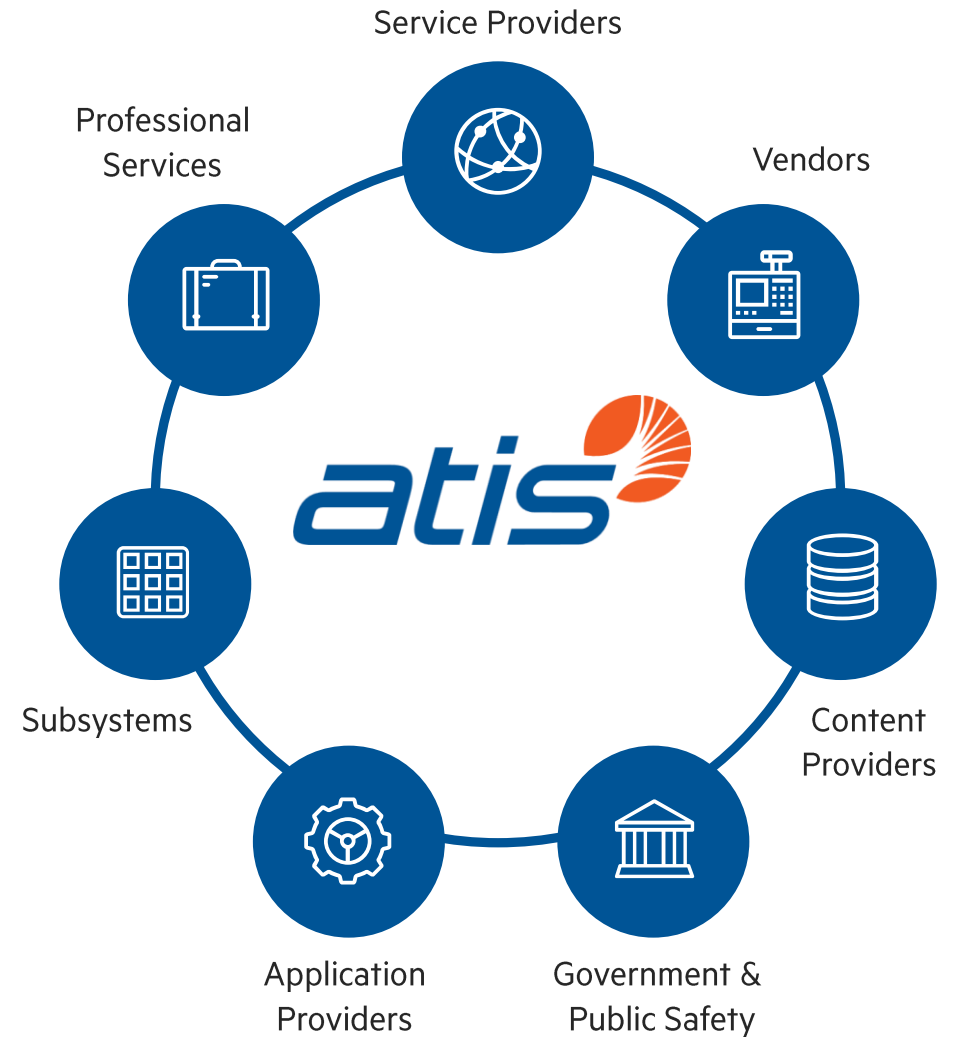 Service Providers
Professional
Services
Vendors
atis
Subsystems
Content
Providers
Application
Providers
Government &
Public Safety